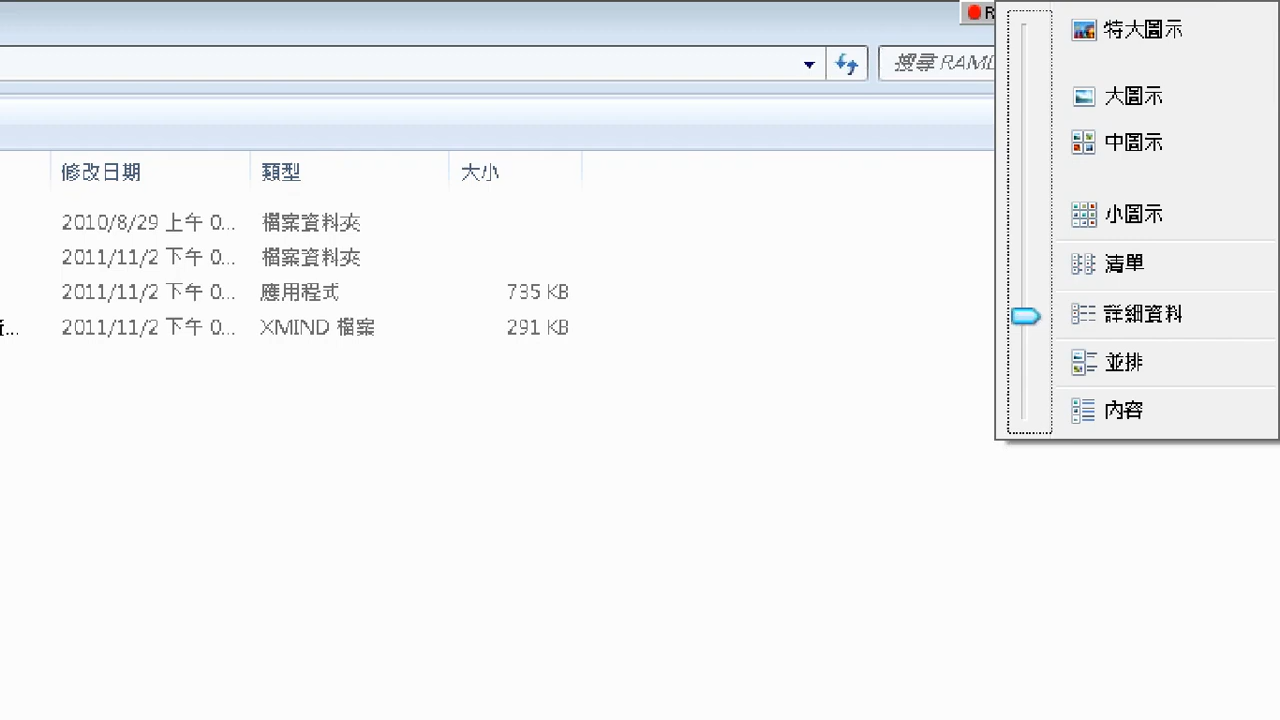 R
搜尋 RAMD
特大圖示
大圖示
中圖示
小圖示
清單
詳細資料
並排
內容
修改日期 類型 大小
2010/8/29 上午 0... 檔案資料夾
2011/11/2 下午 0... 檔案資料夾
2011/11/2 下午 0... 應用程式 735 KB
2011/11/2 下午 0... XMIND 檔案 291 KB